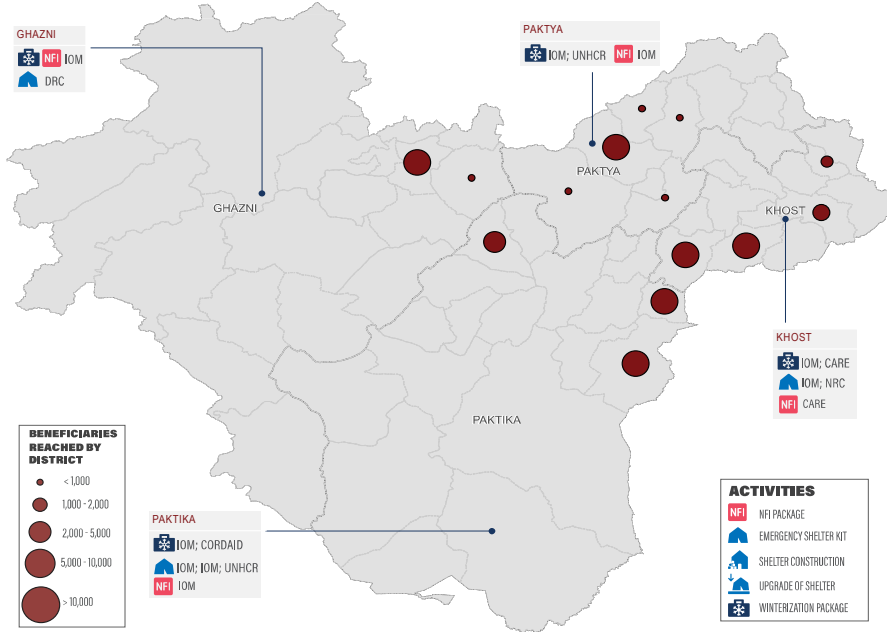 GHAZNI
NFI IOM
DRC
PAKTYA
IOM; UNHCR NFI IOM
PAKTYA
GHAZNI
KHOST
KHOST
IOM; CARE
IOM; NRC
NFI CARE
PAKTIKA
BENEFICIARIES
REACHED BY
DISTRICT
< 1,000
1,000 - 2,000
2,000 - 5,000
5,000 - 10,000
> 10,000
PAKTIKA
IOM; CORDAID
IOM; IOM; UNHCR
NFI IOM
ACTIVITIES
NFI NFI PACKAGE
EMERGENCY SHELTER KIT
SHELTER CONSTRUCTION
UPGRADE OF SHELTER
WINTERIZATION PACKAGE